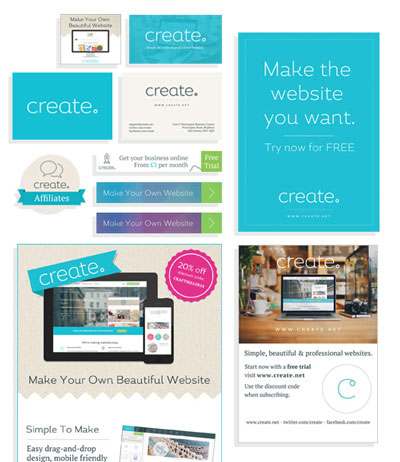 Make Your Own
Beautiful Website
create.
create.
create.
www.create.net
create.
Affiliates
Get your business online
From £3 per month
Free
Trial
Make Your Own Website
Make Your Own Website
Make the
website
you want.
Try now for FREE
create.
www.create.net
create.
20% off
discount code
Make Your Own Beautiful Website
Simple To Make
Easy drag-and-drop
design, mobile friendly
create.
WWW.CREATE.NET
Simple, beautiful & professional websites.
Start now with a free trial
visit www.create.net
Use the discount code
when subscribing.
C
www.create.net - twitter.com/create - facebook.com/create